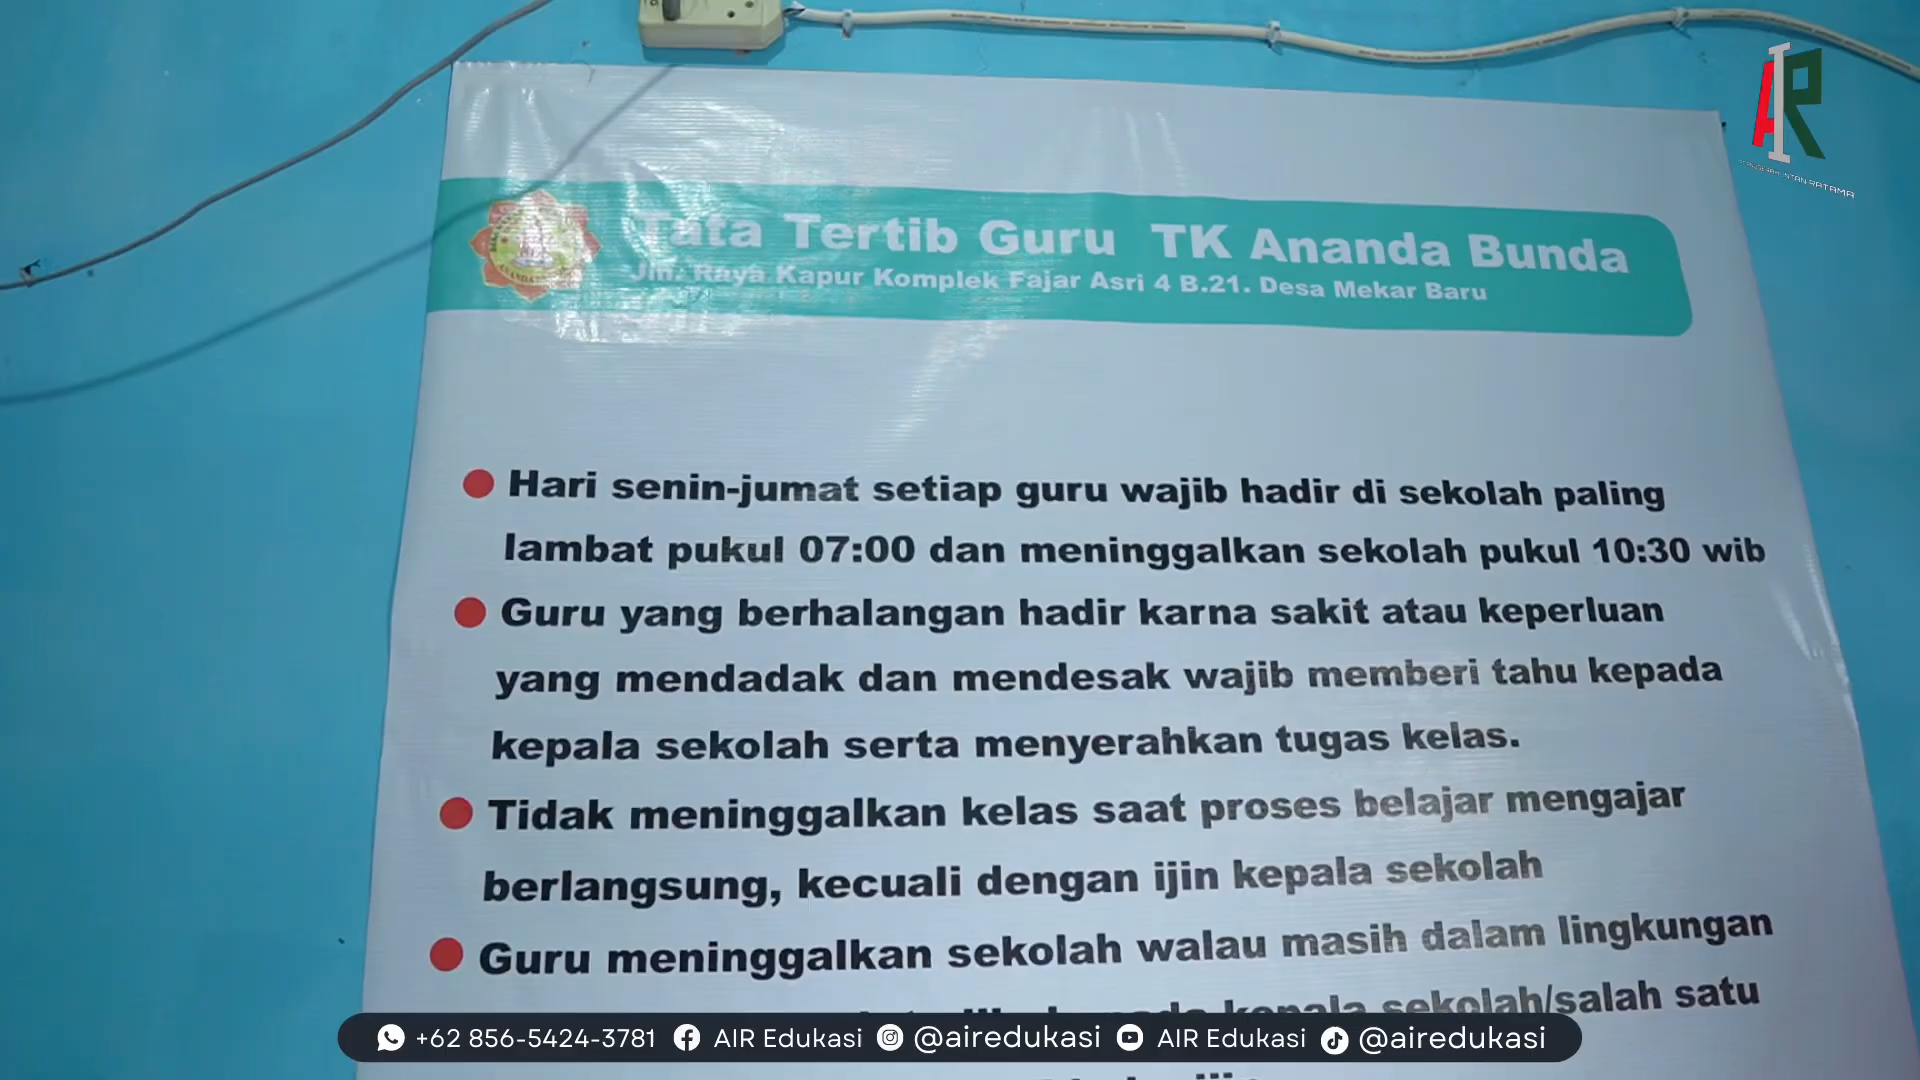 Tata Tertib Guru TK Ananda Bunda
Jln. Raya Kapur Komplek Fajar Asri 4 B.21. Desa Mekar Baru
Hari senin-jumat setiap guru wajib hadir di sekolah paling
lambat pukul 07:00 dan meninggalkan sekolah pukul 10:30 wib
Guru yang berhalangan hadir karna sakit atau keperluan
yang mendadak dan mendesak wajib memberi tahu kepada
kepala sekolah serta menyerahkan tugas kelas.
Tidak meninggalkan kelas saat proses belajar mengajar
berlangsung, kecuali dengan ijin kepala sekolah
Guru meninggalkan sekolah walau masih dalam lingkungan
kepala sekolah/salah satu
+62 856-5424-3781 AIR Edukasi @airedukasi AIR Edukasi @airedukasi
AIR
RATAMA